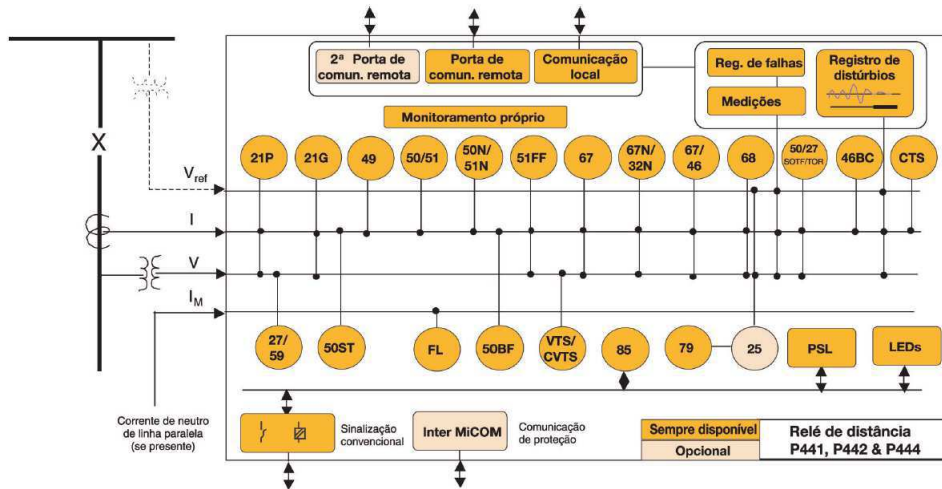 2ª Porta de
comun. remota
Porta de
comun. remota
Comunicação
local
Reg. de falhas
Medições
Registro de
distúrbios
Monitoramento próprio
21P
21G
49
50/51
50N/
51N
51FF
67
67N/
32N
67/
46
68
50/27
SOTF/TOR
46BC
CTS
X
Vref
I
V
IM
27/
59
50ST
FL
50BF
VTS/
CVTS
85
79
25
PSL
LEDs
Corrente de neutro
de linha paralela
(se presente)
Sinalização
convencional
Inter MiCOM
Comunicação
de proteção
Sempre disponível
Opcional
Relé de distância
P441, P442 & P444